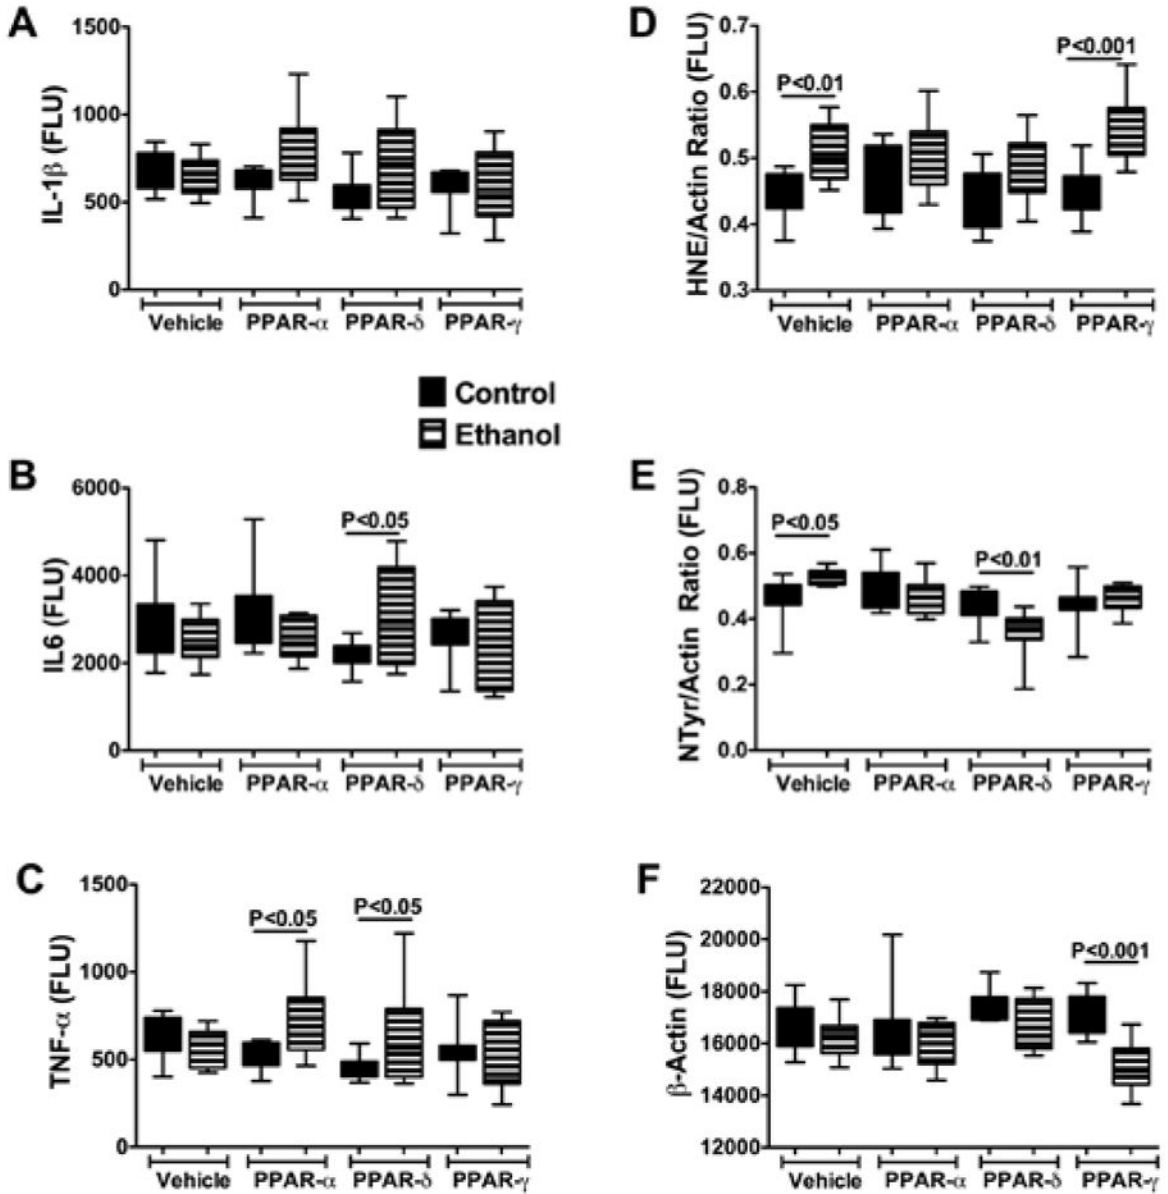 A
IL-1β (FLU)
1500
1000
500
0
Vehicle PPAR-α PPAR-δ PPAR-γ
D
HNE/Actin Ratio (FLU)
0.7
0.6
0.5
0.4
0.3
P<0.01
P<0.001
Vehicle PPAR-α PPAR-δ PPAR-γ
Control
Ethanol
B
IL6 (FLU)
6000
4000
2000
0
P<0.05
Vehicle PPAR-α PPAR-δ PPAR-γ
E
NTyr/Actin Ratio (FLU)
0.8
0.6
0.4
0.2
0.0
P<0.05
P<0.01
Vehicle PPAR-α PPAR-δ PPAR-γ
C
TNF-α (FLU)
1500
1000
500
0
P<0.05
P<0.05
Vehicle PPAR-α PPAR-δ PPAR-γ
F
β-Actin (FLU)
22000
20000
18000
16000
14000
12000
P<0.001
Vehicle PPAR-α PPAR-δ PPAR-γ